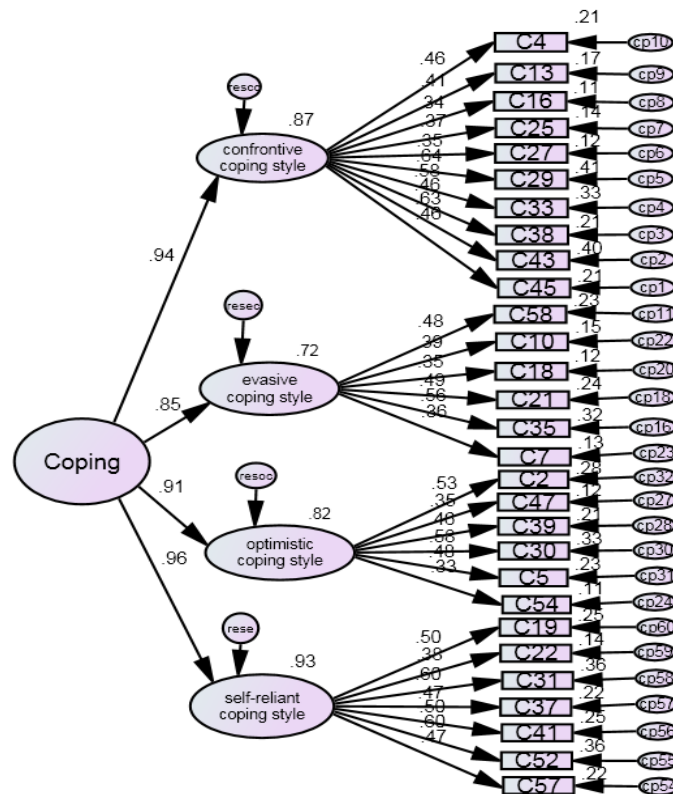 .21
C4
cp10
.46
.17
C13
cp9
.41
.11
C16
cp8
.34
.14
C25
cp7
.37
.12
C27
cp6
.35
.41
C29
cp5
.64
.33
C33
cp4
.58
.21
C38
cp3
.46
.40
C43
cp2
.63
.21
C45
cp1
.46
resco
.87
confrontive
coping style
.94
.23
C58
cp11
.48
.15
C10
cp22
.39
.12
C18
cp20
.35
.24
C21
cp18
.49
.32
C35
cp16
.56
.13
C7
cp23
.36
resec
.72
evasive
coping style
.85
Coping
.91
.28
C2
cp32
.53
.12
C47
cp27
.35
.21
C39
cp28
.46
.33
C30
cp30
.58
.23
C5
cp31
.48
.11
C54
cp24
.33
resoc
.82
optimistic
coping style
.96
.25
C19
cp60
.50
.14
C22
cp59
.38
.36
C31
cp58
.60
.22
C37
cp57
.47
.25
C41
cp56
.50
.36
C52
cp55
.60
.22
C57
cp54
.47
rese
.93
self-reliant
coping style